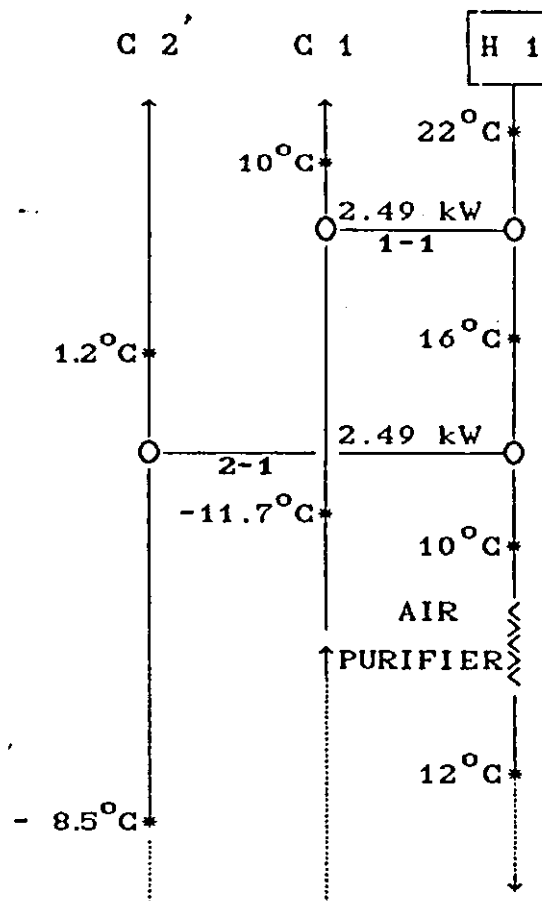 C 2' C 1 H 1
22°C
10°C
2.49 kW
1-1
16°C
1.2°C
2.49 kW
2-1
-11.7°C
10°C
AIR
PURIFIER
12°C
- 8.5°C